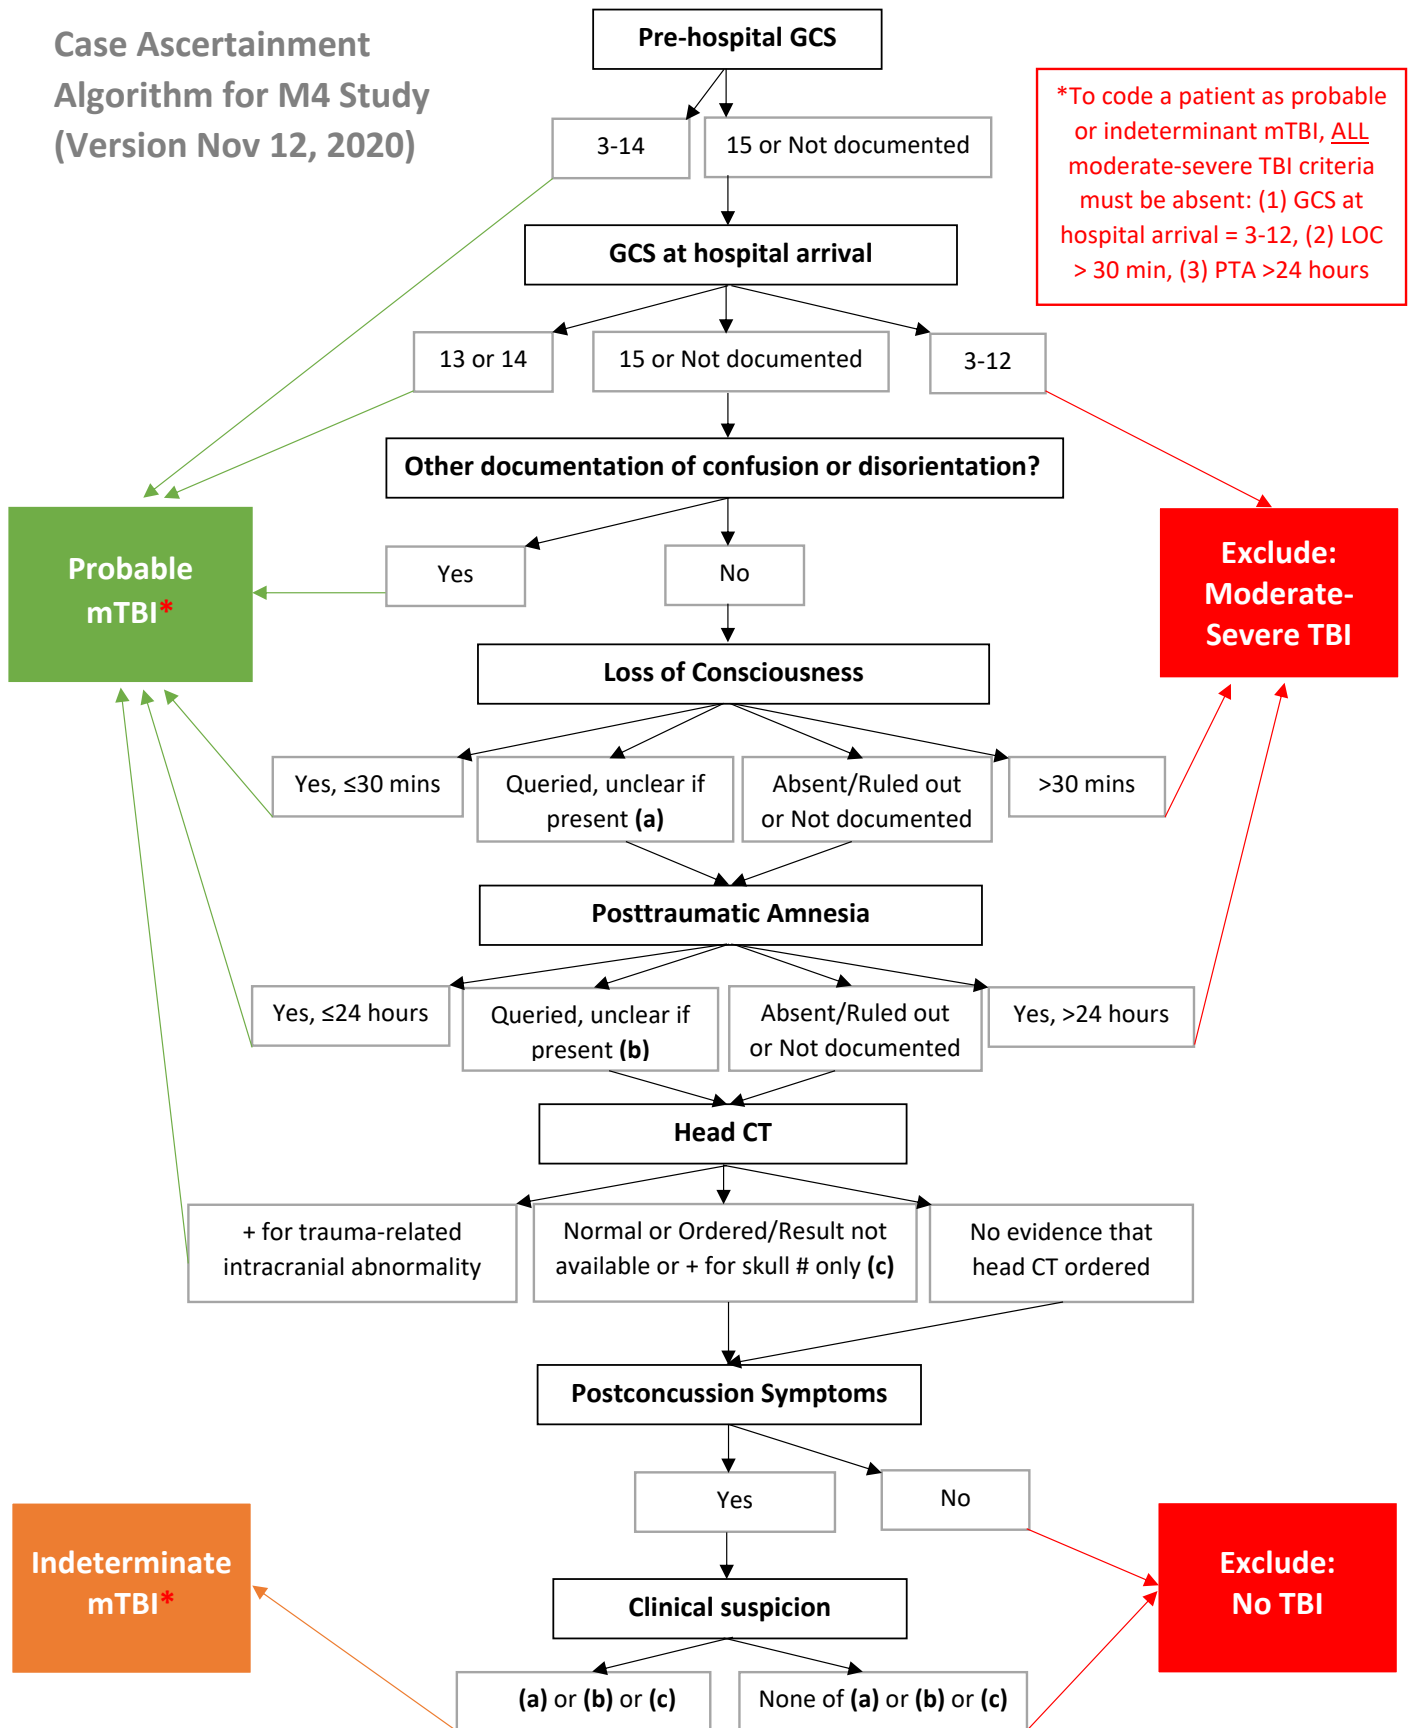 Case Ascertainment
Algorithm for M4 Study
(Version Nov 12, 2020)
Pre-hospital GCS
*To code a patient as probable
or indeterminant mTBI, ALL
moderate-severe TBI criteria
must be absent: (1) GCS at
hospital arrival = 3-12, (2) LOC
> 30 min, (3) PTA >24 hours
3-14
15 or Not documented
GCS at hospital arrival
13 or 14
15 or Not documented
3-12
Other documentation of confusion or disorientation?
Probable
mTBI*
Yes
No
Exclude:
Moderate-
Severe TBI
Loss of Consciousness
Yes, ≤30 mins
Queried, unclear if
present (a)
Absent/Ruled out
or Not documented
>30 mins
Posttraumatic Amnesia
Yes, ≤24 hours
Queried, unclear if
present (b)
Absent/Ruled out
or Not documented
Yes, >24 hours
Head CT
+ for trauma-related
intracranial abnormality
Normal or Ordered/Result not
available or + for skull # only (c)
No evidence that
head CT ordered
Postconcussion Symptoms
Yes
No
Indeterminate
mTBI*
Exclude:
No TBI
Clinical suspicion
(a) or (b) or (c)
None of (a) or (b) or (c)